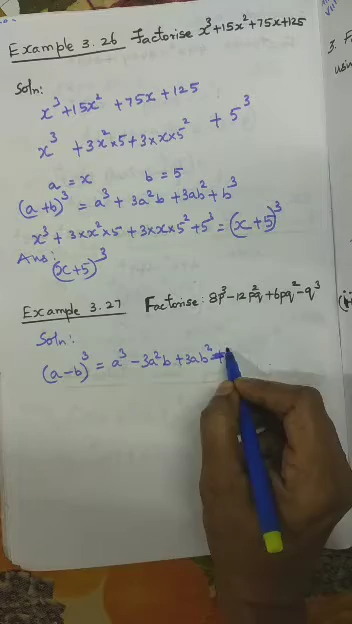 Example 3.26 Factorise x³+15x²+75x+125
Soln:
x³+15x² +75x +125
x³ +3x²×5+3×x×5² +5³
a = x b = 5
(a+b)³ = a³ + 3a²b +3ab² + b³
x³ + 3×x²×5 +3×x×5² +5³ = (x+5)³
Ans: (x+5)³
Example 3.27 Factorise: 8p³-12p²q +6pq²-q³
Soln:
(a-b)³ = a³ -3a²b +3ab²
3. F
usin